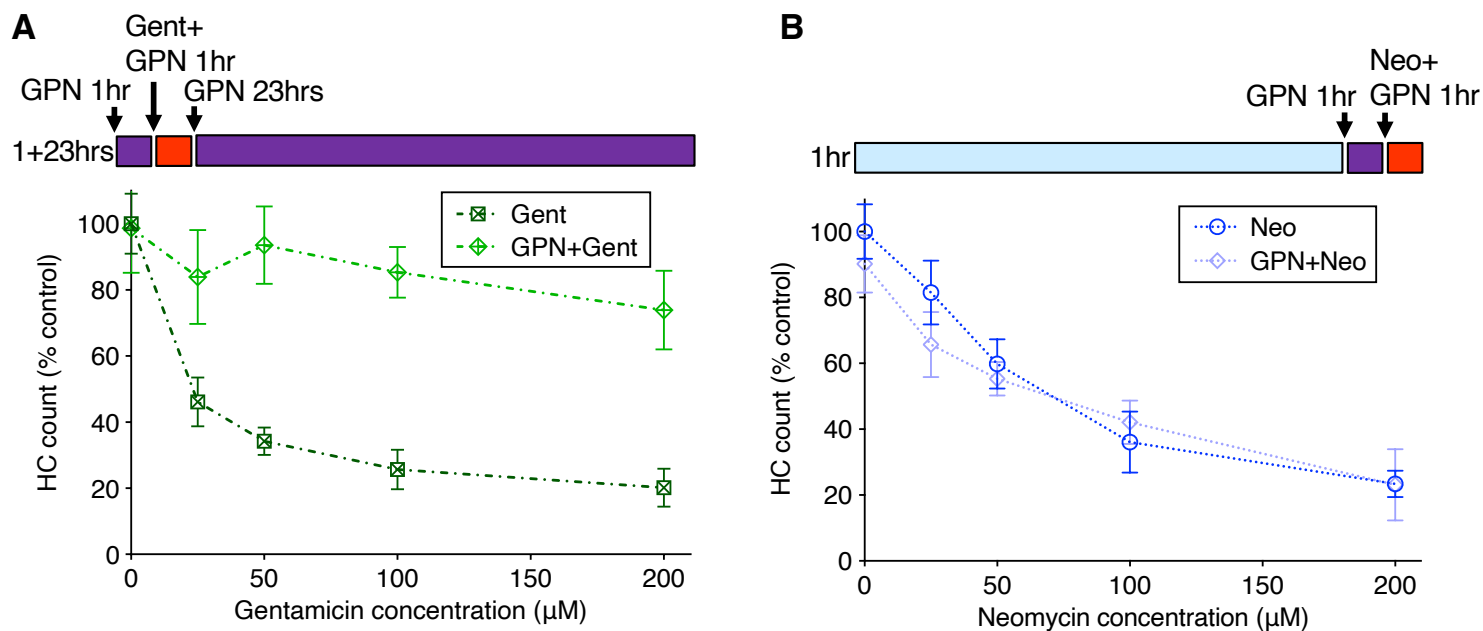 A
Gent+
GPN 1hr
GPN 1hr
GPN 23hrs
1+23hrs
Gent
GPN+Gent
HC count (% control)
100
80
60
40
20
0
0 50 100 150 200
Gentamicin concentration (µM)
B
Neo+
GPN 1hr
GPN 1hr
1hr
Neo
GPN+Neo
HC count (% control)
100
80
60
40
20
0
0 50 100 150 200
Neomycin concentration (µM)